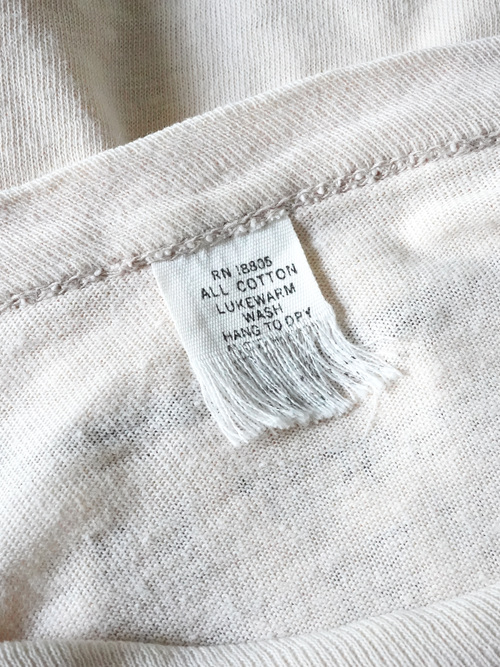 RN 18805
ALL COTTON
LUKEWARM
WASH
HANG TO DRY